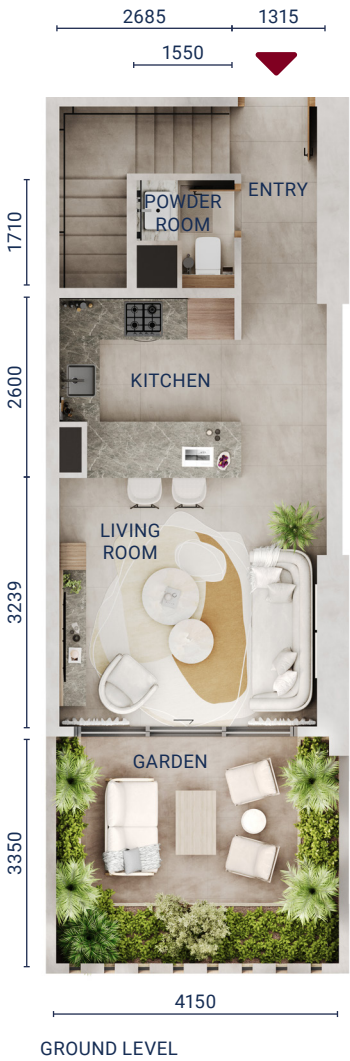 2685
1315
1550
ENTRY
POWDER
ROOM
1710
KITCHEN
2600
LIVING
ROOM
3239
GARDEN
3350
4150
GROUND LEVEL